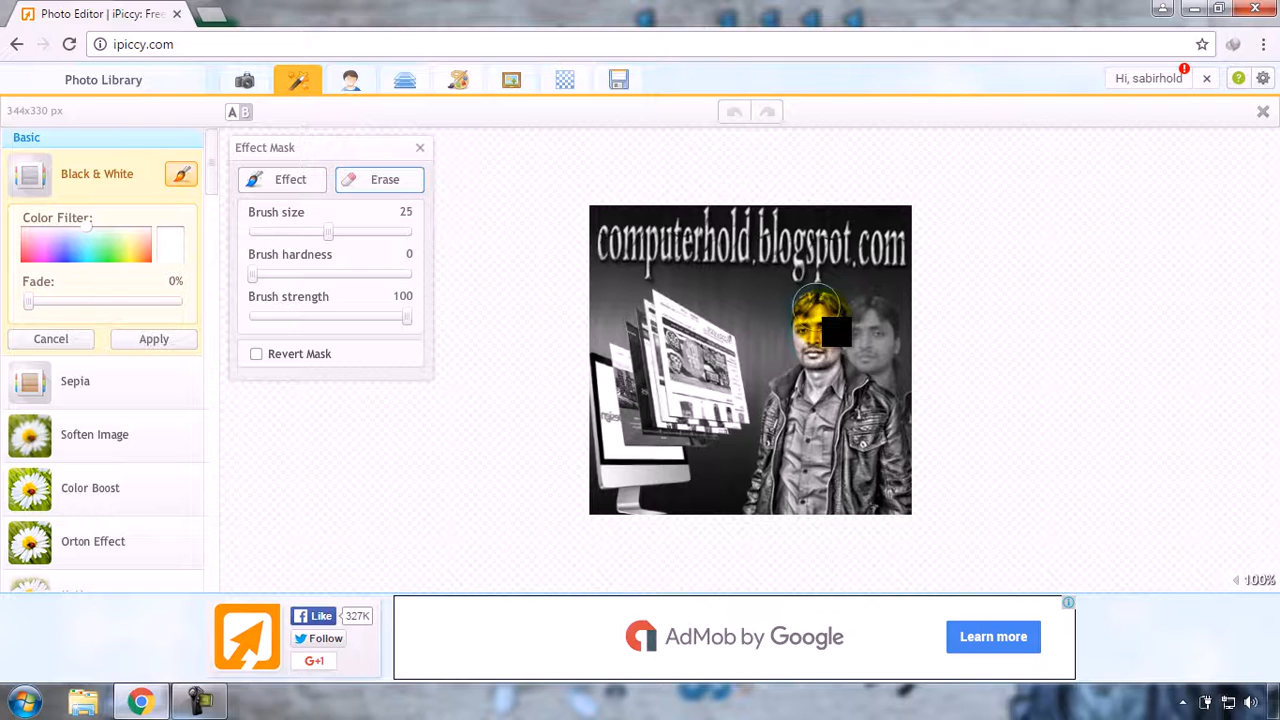 Photo Editor | iPiccy: Free
ipiccy.com
Photo Library
Hi, sabirhold
344x330 px
A B
Basic
Black & White
Color Filter:
Fade: 0%
Cancel Apply
Sepia
Soften Image
Color Boost
Orton Effect
Effect Mask
Effect Erase
Brush size 25
Brush hardness 0
Brush strength 100
Revert Mask
computerhold.blogspot.com
100%
Like 327K
Follow
G+1
AdMob by Google
Learn more